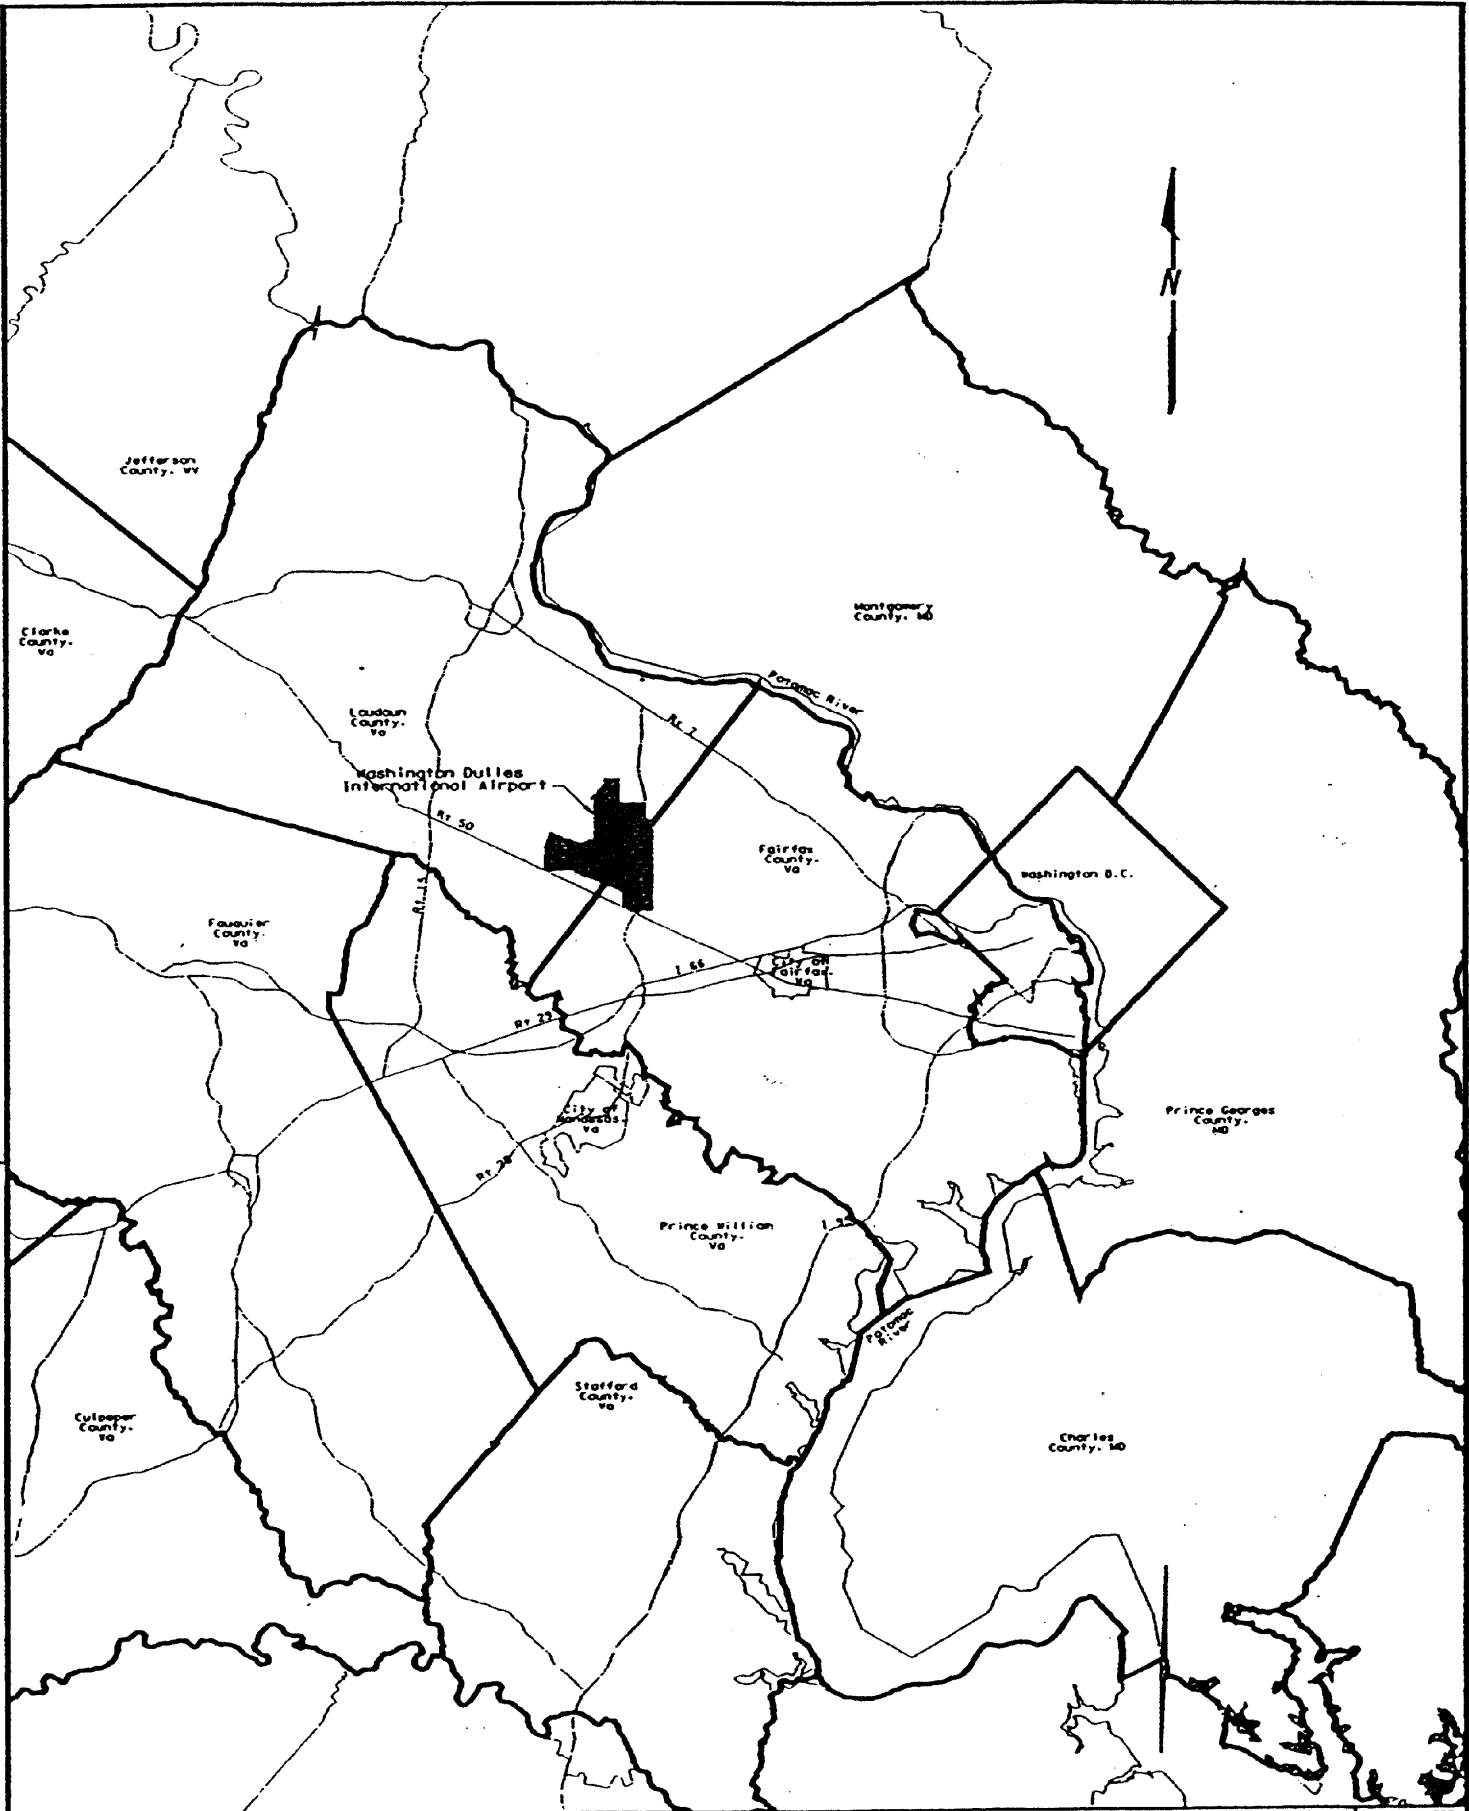 N
Jefferson
County. WV
Montgomery
County. MD
Clarke
County.
Va
Potomac River
Loudoun
County.
Va
Rt 7
Washington Dulles
International Airport
Rt 50
Fairfax
County.
Va
Washington D.C.
Rt 15
Fauquier
County.
Va
I 66
City of
Fairfax.
Va
Rt 29
City of
Manassas.
Va
Prince Georges
County.
MD
Rt 28
Prince William
County.
Va
I 95
Potomac
River
Stafford
County.
Va
Culpeper
County.
Va
Charles
County. MD